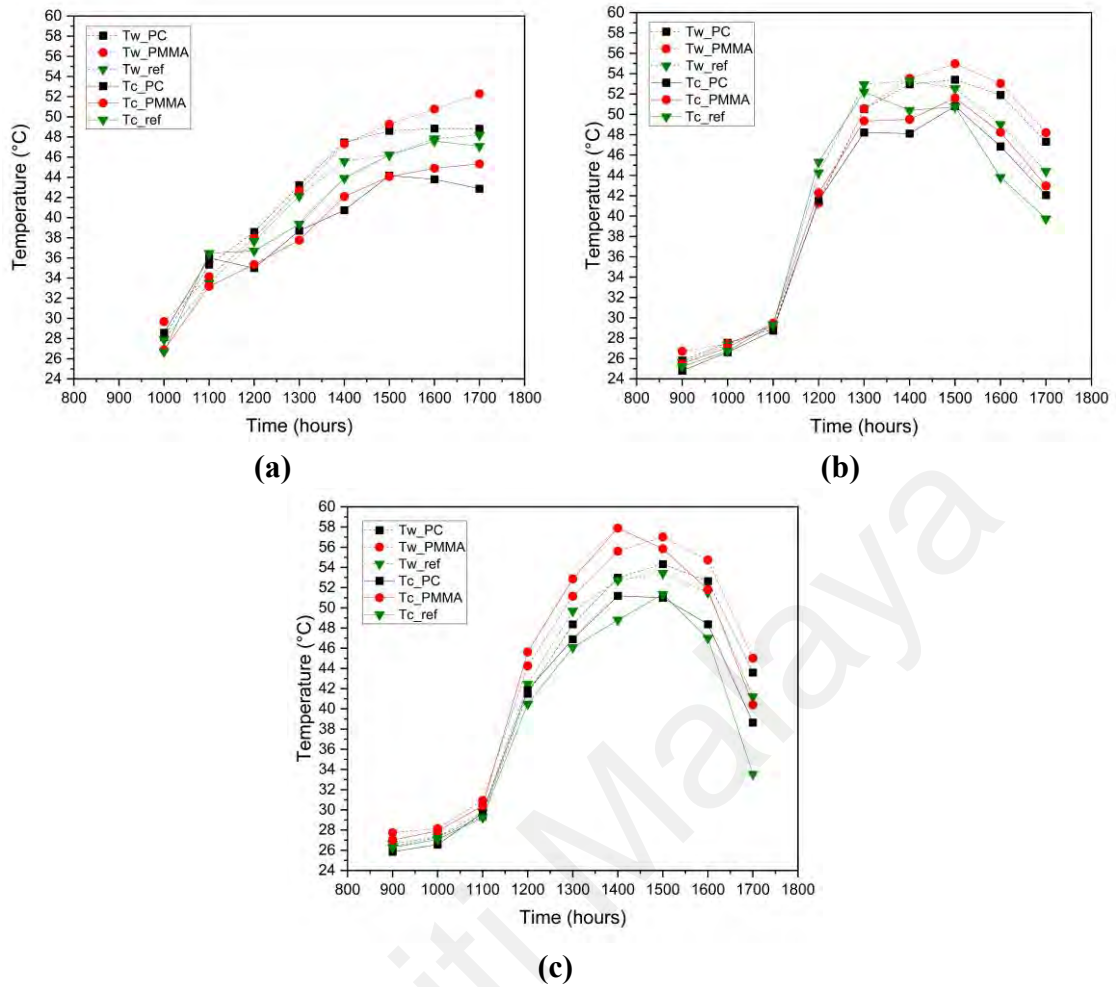 60
58
56
54
52
50
48
46
44
42
40
38
36
34
32
30
28
26
24
Temperature (°C)
Tw_PC
Tw_PMMA
Tw_ref
Tc_PC
Tc_PMMA
Tc_ref
800 900 1000 1100 1200 1300 1400 1500 1600 1700 1800
Time (hours)
(a)
60
58
56
54
52
50
48
46
44
42
40
38
36
34
32
30
28
26
24
Temperature (°C)
Tw_PC
Tw_PMMA
Tw_ref
Tc_PC
Tc_PMMA
Tc_ref
800 900 1000 1100 1200 1300 1400 1500 1600 1700 1800
Time (hours)
(b)
60
58
56
54
52
50
48
46
44
42
40
38
36
34
32
30
28
26
24
Temperature (°C)
Tw_PC
Tw_PMMA
Tw_ref
Tc_PC
Tc_PMMA
Tc_ref
800 900 1000 1100 1200 1300 1400 1500 1600 1700 1800
Time (hours)
(c)
iti Malaya